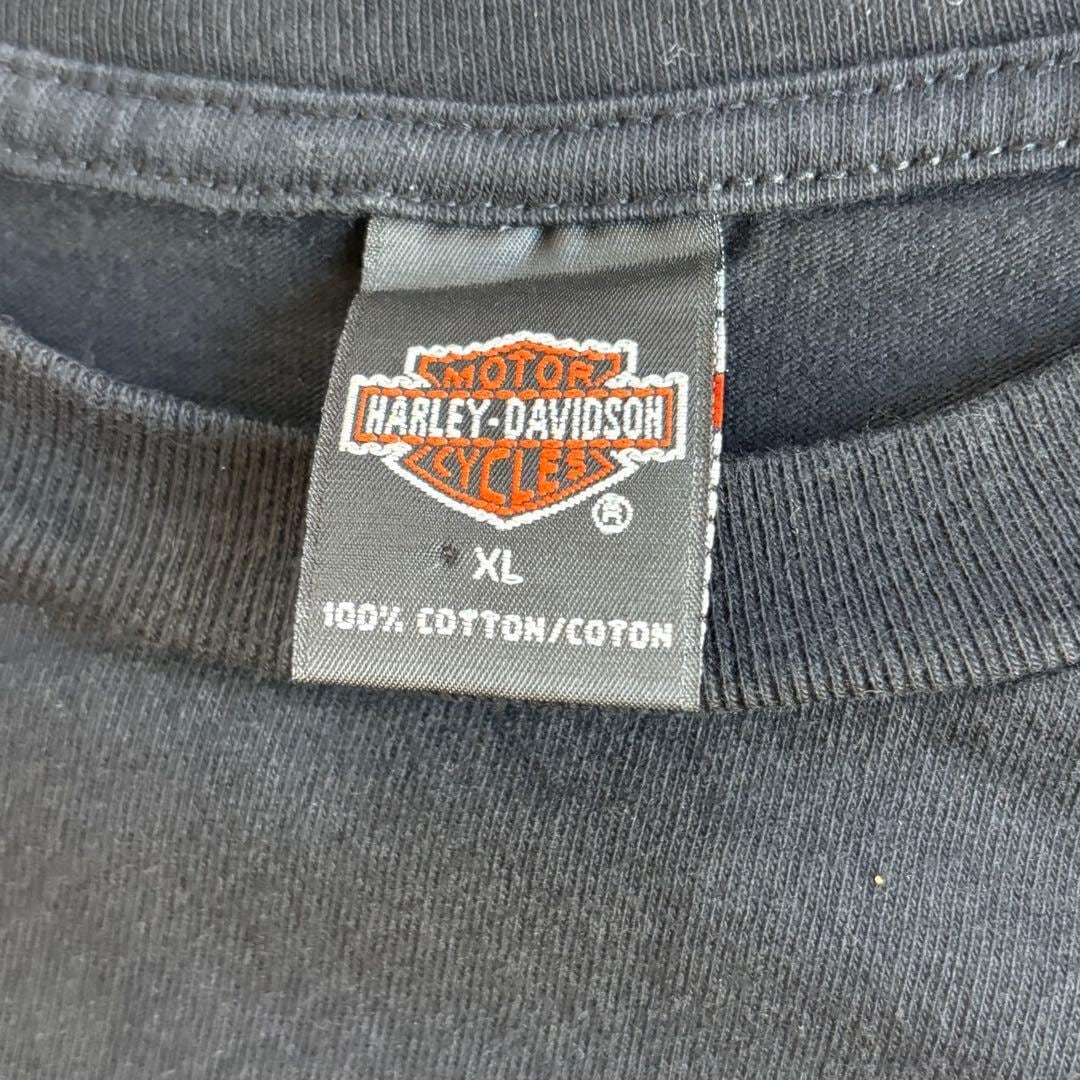 MOTOR
HARLEY-DAVIDSON
CYCLES
®
XL
100% COTTON/COTON